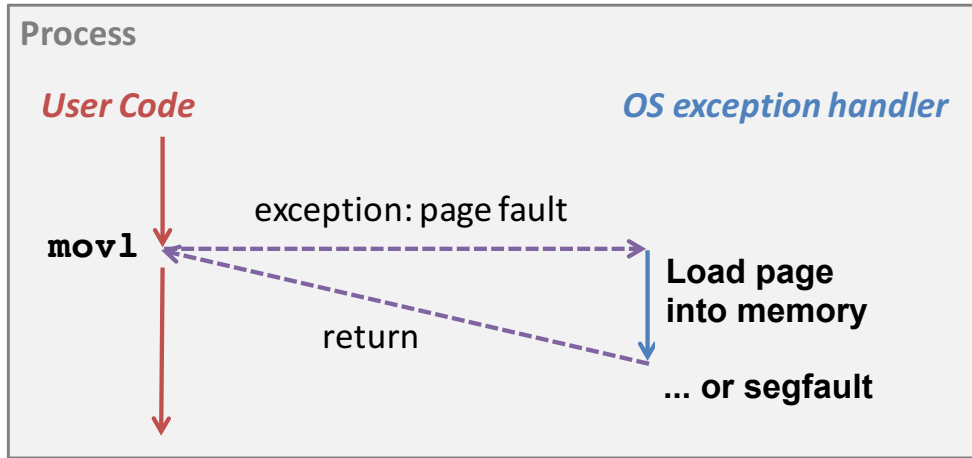 Process
User Code
OS exception handler
exception: page fault
movl
Load page
into memory
return
... or segfault